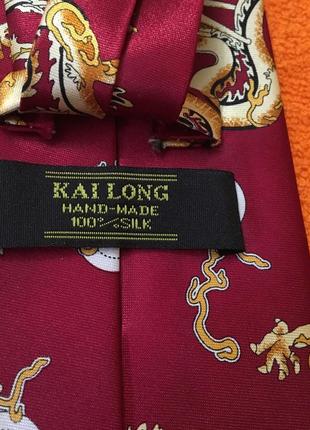 KAI LONG
HAND-MADE
100% SILK